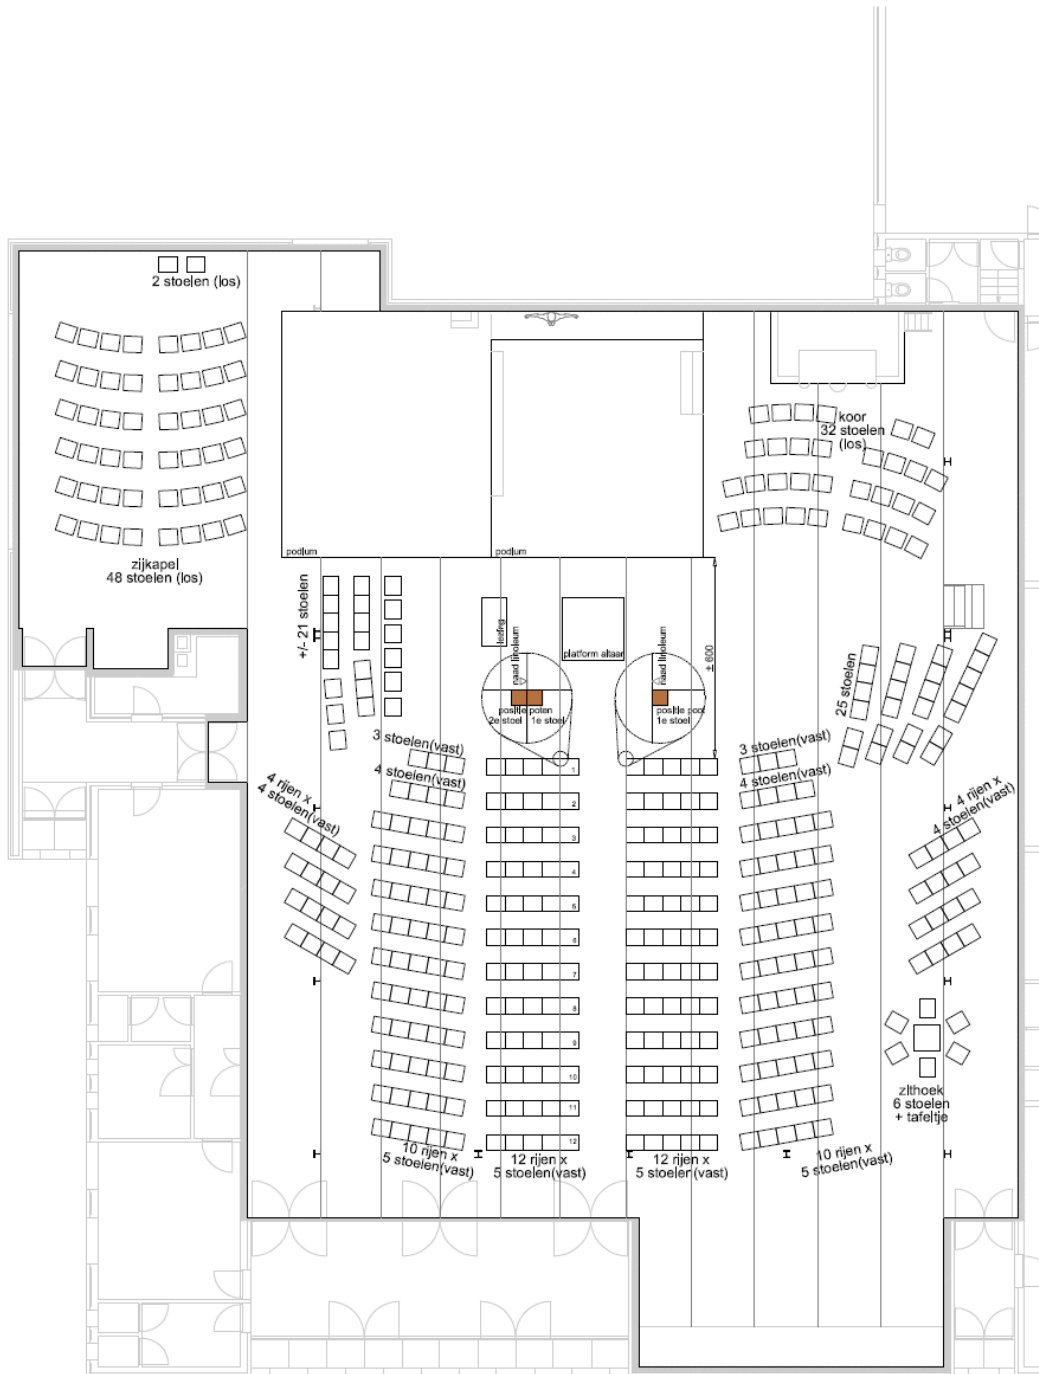 2 stoelen (los)
koor
32 stoelen
(los)
podium
podium
zijkapel
48 stoelen (los)
+/- 21 stoelen
lezing
naad linoleum
platform altaar
naad linoleum
± 600
positie poten
2e stoel 1e stoel
positie poot
1e stoel
25 stoelen
3 stoelen(vast)
4 stoelen(vast)
3 stoelen(vast)
4 stoelen(vast)
4 rijen x
4 stoelen(vast)
4 rijen x
4 stoelen(vast)
1
2
3
4
5
6
7
8
9
10
11
12
zithoek
6 stoelen
+ tafeltje
10 rijen x
5 stoelen(vast)
12 rijen x
5 stoelen(vast)
12 rijen x
5 stoelen(vast)
10 rijen x
5 stoelen(vast)